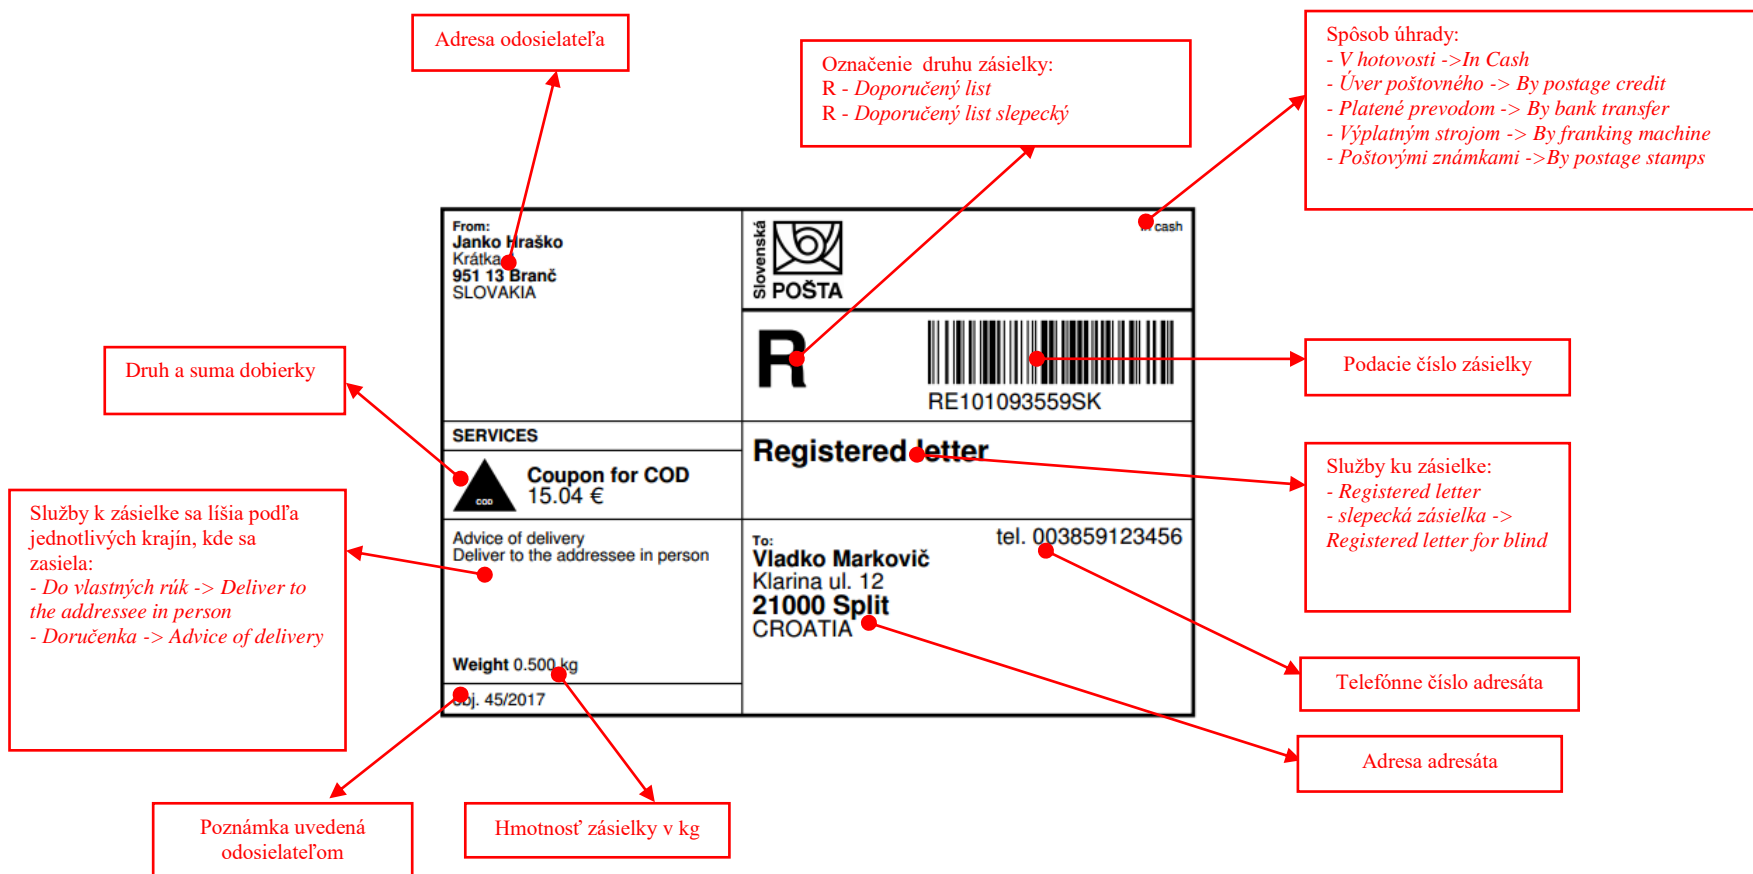 Adresa odosielateľa
Označenie druhu zásielky:
R - Doporučený list
R - Doporučený list slepecký
Spôsob úhrady:
- V hotovosti ->In Cash
- Úver poštovného -> By postage credit
- Platené prevodom -> By bank transfer
- Výplatným strojom -> By franking machine
- Poštovými známkami ->By postage stamps
From:
Janko Hraško
Krátka
951 13 Branč
SLOVAKIA
Slovenská
POŠTA
In cash
Druh a suma dobierky
R
RE101093559SK
Podacie číslo zásielky
SERVICES
COD
Coupon for COD
15.04 €
Registered letter
Služby ku zásielke:
- Registered letter
- slepecká zásielka ->
Registered letter for blind
Služby k zásielke sa líšia podľa
jednotlivých krajín, kde sa
zasiela:
- Do vlastných rúk -> Deliver to
the addressee in person
- Doručenka -> Advice of delivery
Advice of delivery
Deliver to the addressee in person
To:
tel. 003859123456
Vladko Markovič
Klarina ul. 12
21000 Split
CROATIA
Weight 0.500 kg
obj. 45/2017
Telefónne číslo adresáta
Adresa adresáta
Poznámka uvedená
odosielateľom
Hmotnosť zásielky v kg